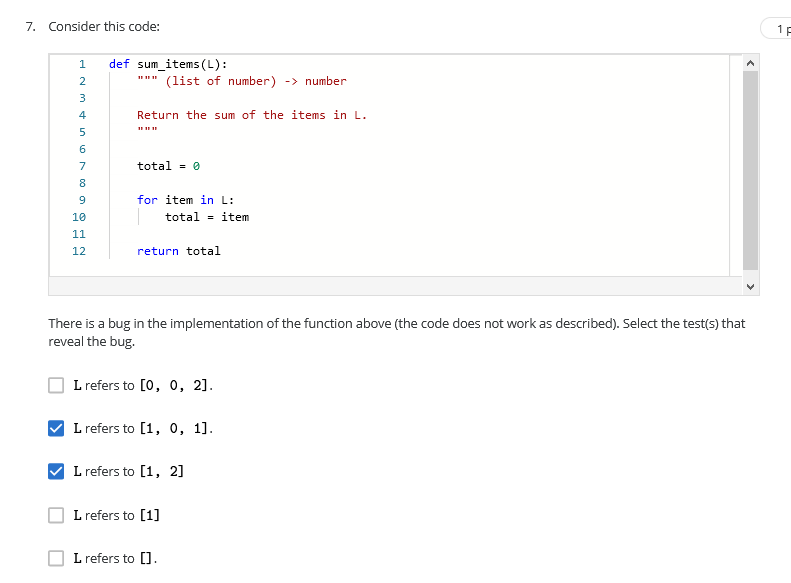 7. Consider this code:
1 p
1 def sum_items(L):
2 """ (list of number) -> number
3
4 Return the sum of the items in L.
5 """
6
7 total = 0
8
9 for item in L:
10 total = item
11
12 return total
There is a bug in the implementation of the function above (the code does not work as described). Select the test(s) that
reveal the bug.
L refers to [0, 0, 2].
L refers to [1, 0, 1].
L refers to [1, 2]
L refers to [1]
L refers to [].